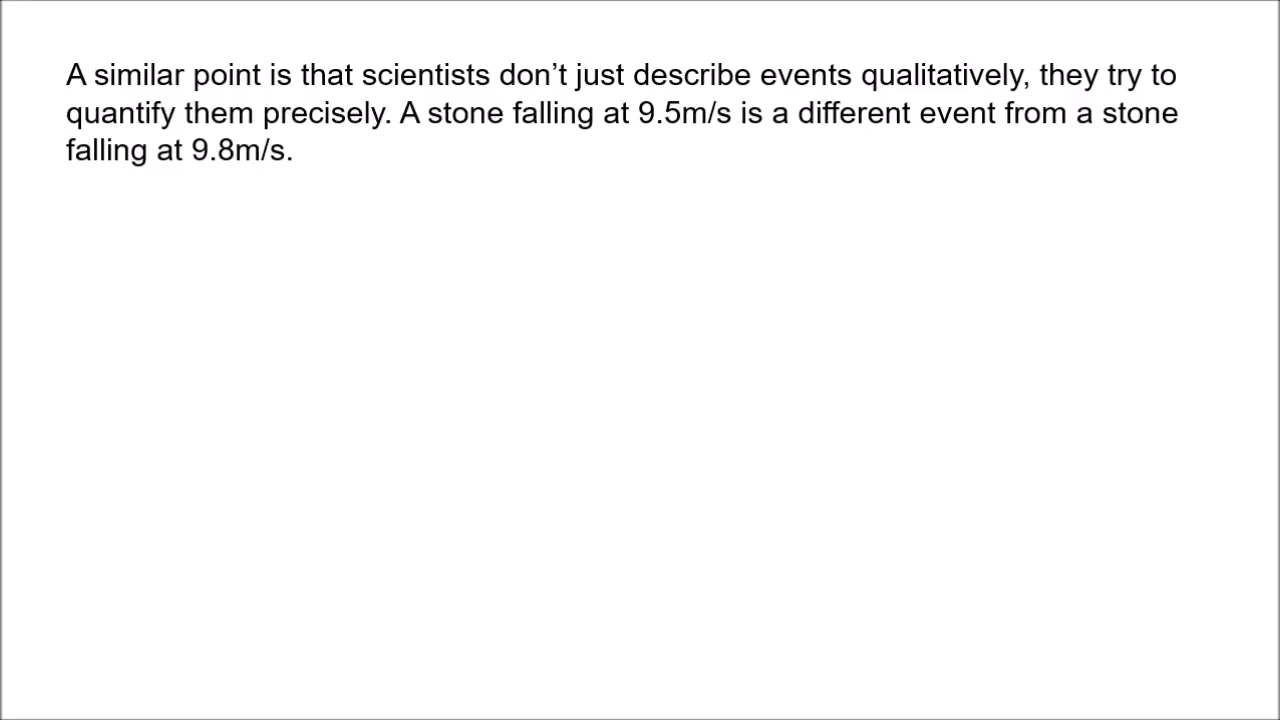 A similar point is that scientists don’t just describe events qualitatively, they try to
quantify them precisely. A stone falling at 9.5m/s is a different event from a stone
falling at 9.8m/s.